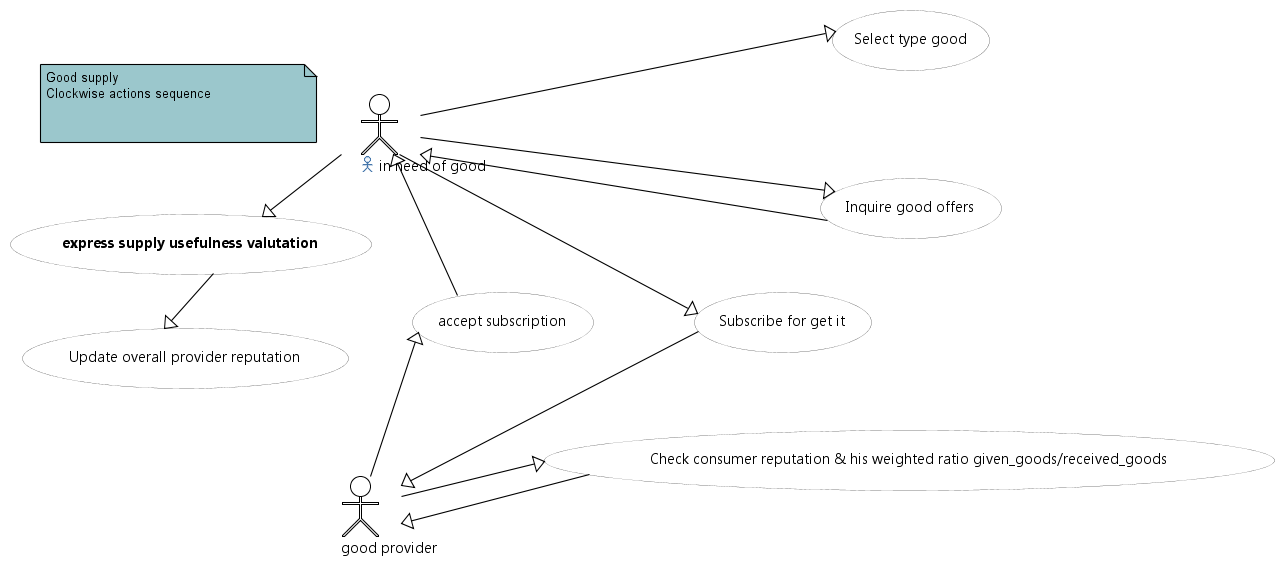 Select type good
Good supply
Clockwise actions sequence
in need of good
Inquire good offers
express supply usefulness valutation
accept subscription
Subscribe for get it
Update overall provider reputation
Check consumer reputation & his weighted ratio given_goods/received_goods
good provider